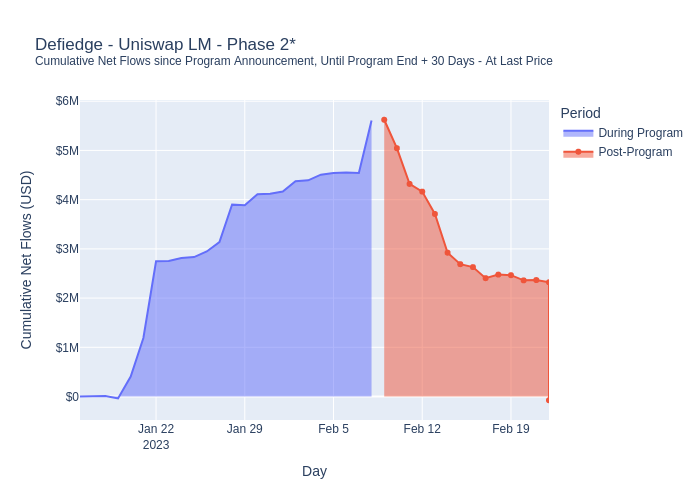 Defiedge - Uniswap LM - Phase 2*
Cumulative Net Flows since Program Announcement, Until Program End + 30 Days - At Last Price
Period
During Program
Post-Program
Cumulative Net Flows (USD)
$6M
$5M
$4M
$3M
$2M
$1M
$0
Jan 22
2023
Jan 29
Feb 5
Feb 12
Feb 19
Day